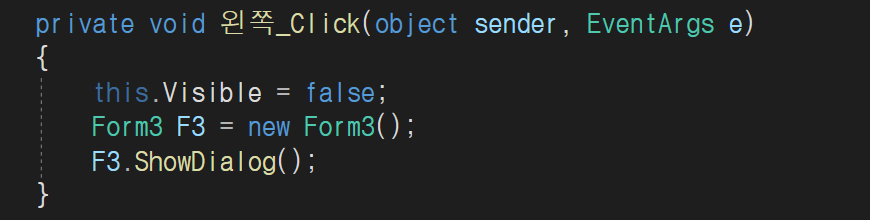 private void 왼쪽_Click(object sender, EventArgs e)
{
this.Visible = false;
Form3 F3 = new Form3();
F3.ShowDialog();
}